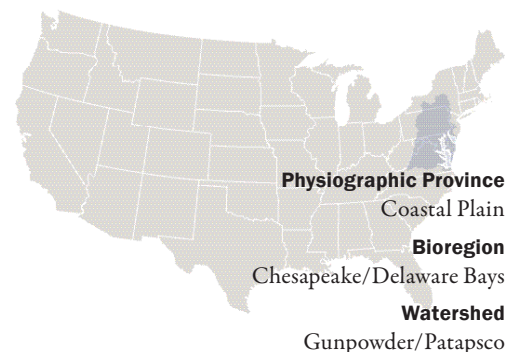 Physiographic Province
Coastal Plain
Bioregion
Chesapeake/Delaware Bays
Watershed
Gunpowder/Patapsco